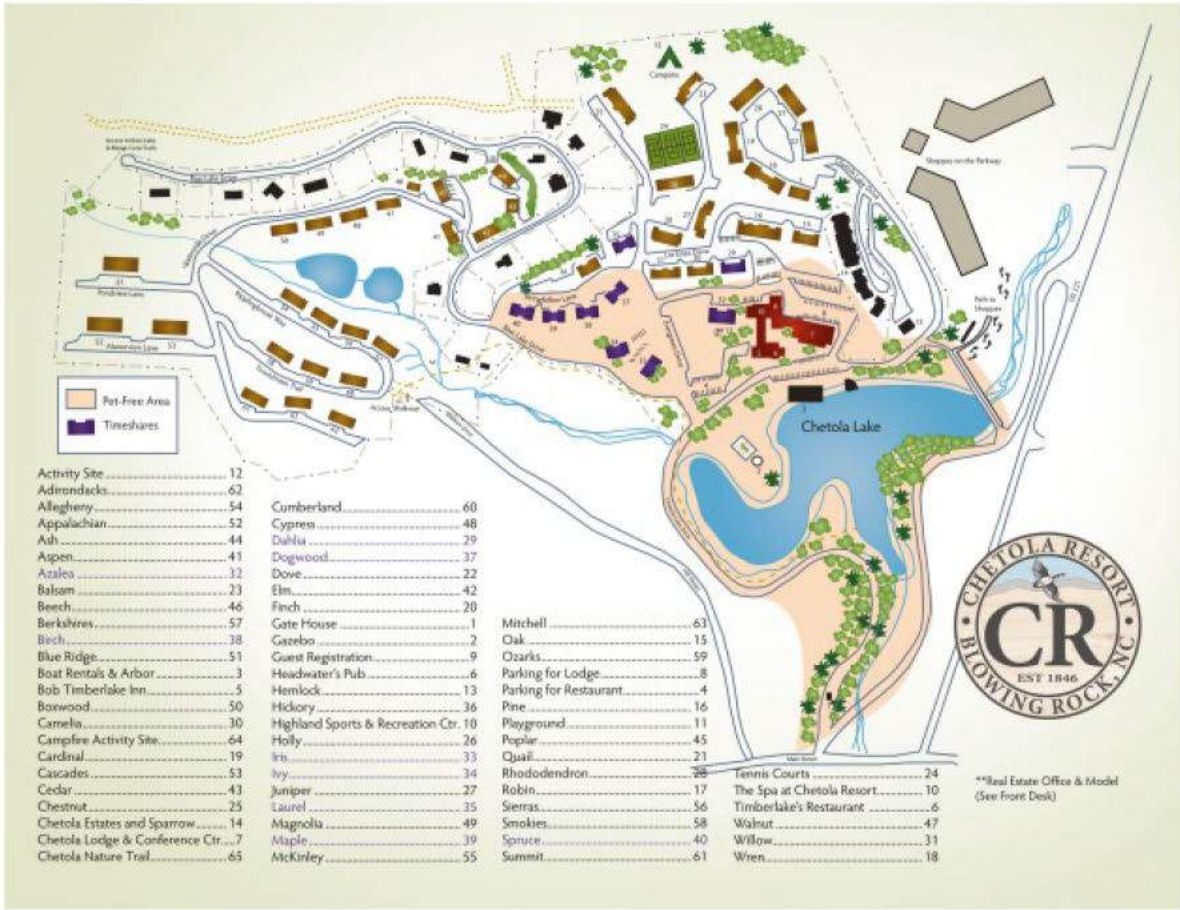 Campsite
Shoppes on the Parkway
Path to Shoppes
US 321
Pondview Lane
Main Street
Chetola Lake
Pet-Free Area
Timeshares
Activity Site 12
Adirondacks 62
Allegheny 54
Appalachian 52
Ash 44
Aspen 41
Azalea 32
Balsam 23
Beech 46
Berkshires 57
Birch 38
Blue Ridge 51
Boat Rentals & Arbor 3
Bob Timberlake Inn 5
Boxwood 50
Camelia 30
Campfire Activity Site 64
Cardinal 19
Cascades 53
Cedar 43
Chestnut 25
Chetola Estates and Sparrow 14
Chetola Lodge & Conference Ctr. 7
Chetola Nature Trail 65
Cumberland 60
Cypress 48
Dahlia 29
Dogwood 37
Dove 22
Elm 42
Finch 20
Gate House 1
Gazebo 2
Guest Registration 9
Headwater's Pub 6
Hemlock 13
Hickory 36
Highland Sports & Recreation Ctr. 10
Holly 26
Iris 33
Ivy 34
Juniper 27
Laurel 35
Magnolia 49
Maple 39
McKinley 55
Mitchell 63
Oak 15
Ozarks 59
Parking for Lodge 8
Parking for Restaurant 4
Pine 16
Playground 11
Poplar 45
Quail 21
Rhododendron 28
Robin 17
Sierras 56
Smokies 58
Spruce 40
Summit 61
Tennis Courts 24
The Spa at Chetola Resort 10
Timberlake's Restaurant 6
Walnut 47
Willow 31
Wren 18
CHETOLA RESORT
CR
EST 1846
BLOWING ROCK, NC
**Real Estate Office & Model
(See Front Desk)